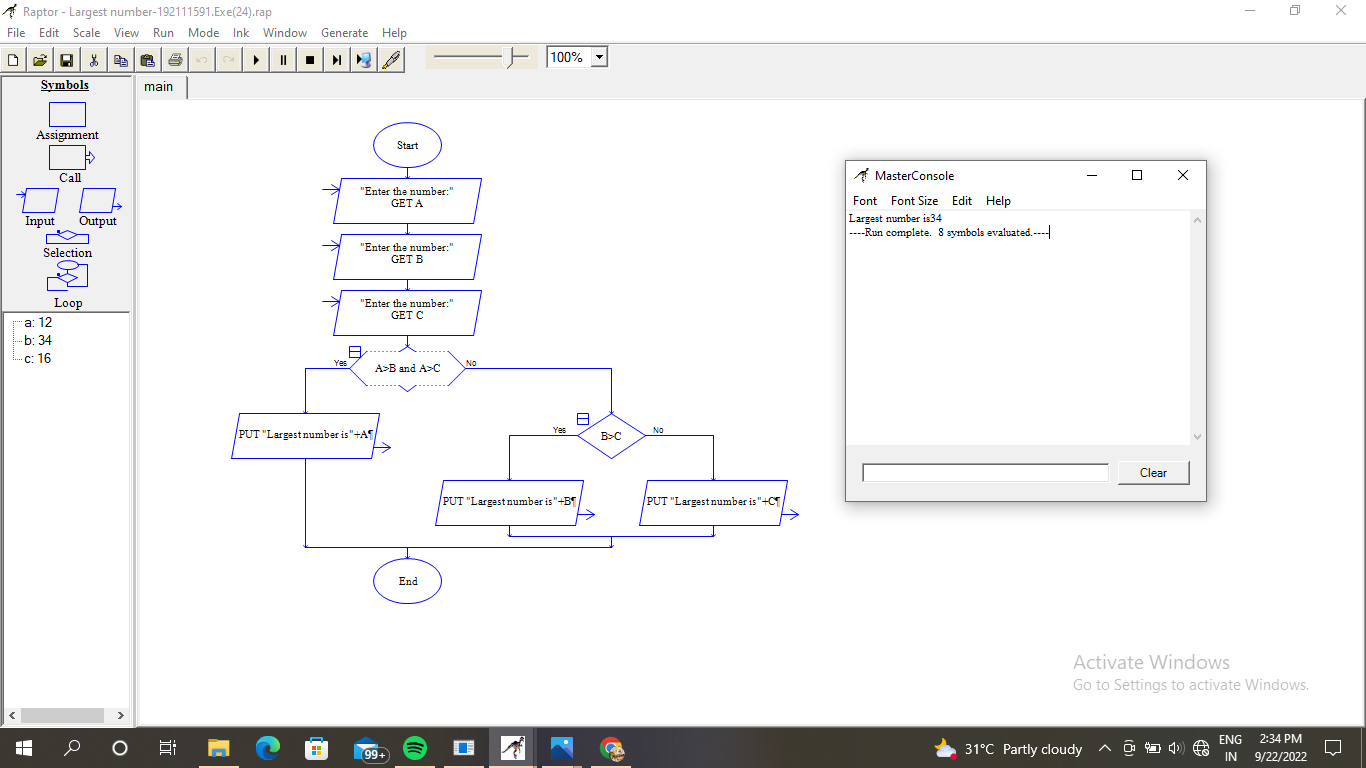 Raptor - Largest number-192111591.Exe(24).rap
File Edit Scale View Run Mode Ink Window Generate Help
100%
Symbols
Assignment
Call
Input Output
Selection
Loop
a: 12
b: 34
c: 16
main
Start
"Enter the number:"
GET A
"Enter the number:"
GET B
"Enter the number:"
GET C
Yes A>B and A>C No
PUT "Largest number is"+A¶
Yes B>C No
PUT "Largest number is"+B¶
PUT "Largest number is"+C¶
End
MasterConsole
Font Font Size Edit Help
Largest number is34
----Run complete. 8 symbols evaluated.----
Clear
Activate Windows
Go to Settings to activate Windows.
99+
31°C Partly cloudy
ENG
IN
2:34 PM
9/22/2022